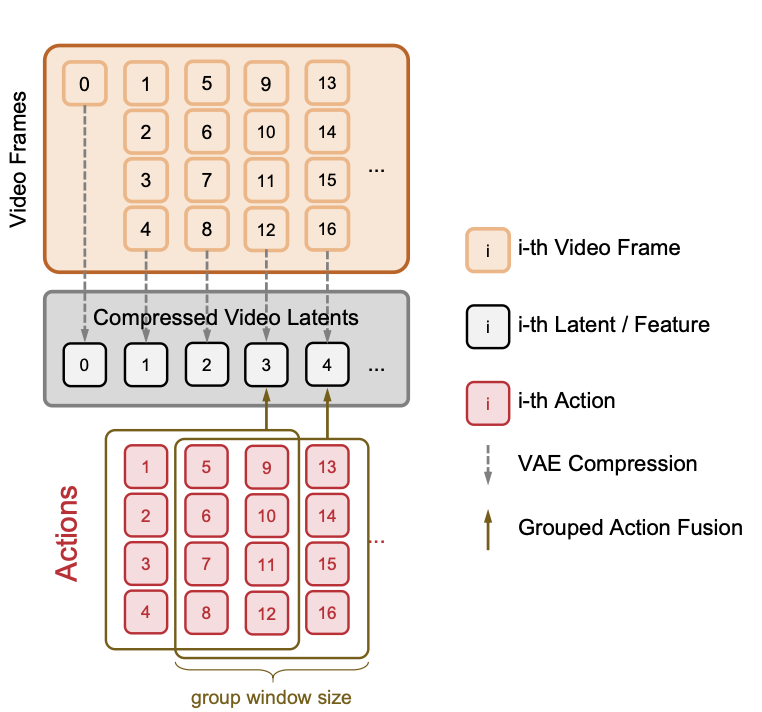 Video Frames
0 1 5 9 13
2 6 10 14
3 7 11 15
...
4 8 12 16
Compressed Video Latents
0 1 2 3 4 ...
Actions
1 5 9 13
2 6 10 14
...
3 7 11 15
4 8 12 16
group window size
i i-th Video Frame
i i-th Latent / Feature
i i-th Action
VAE Compression
Grouped Action Fusion